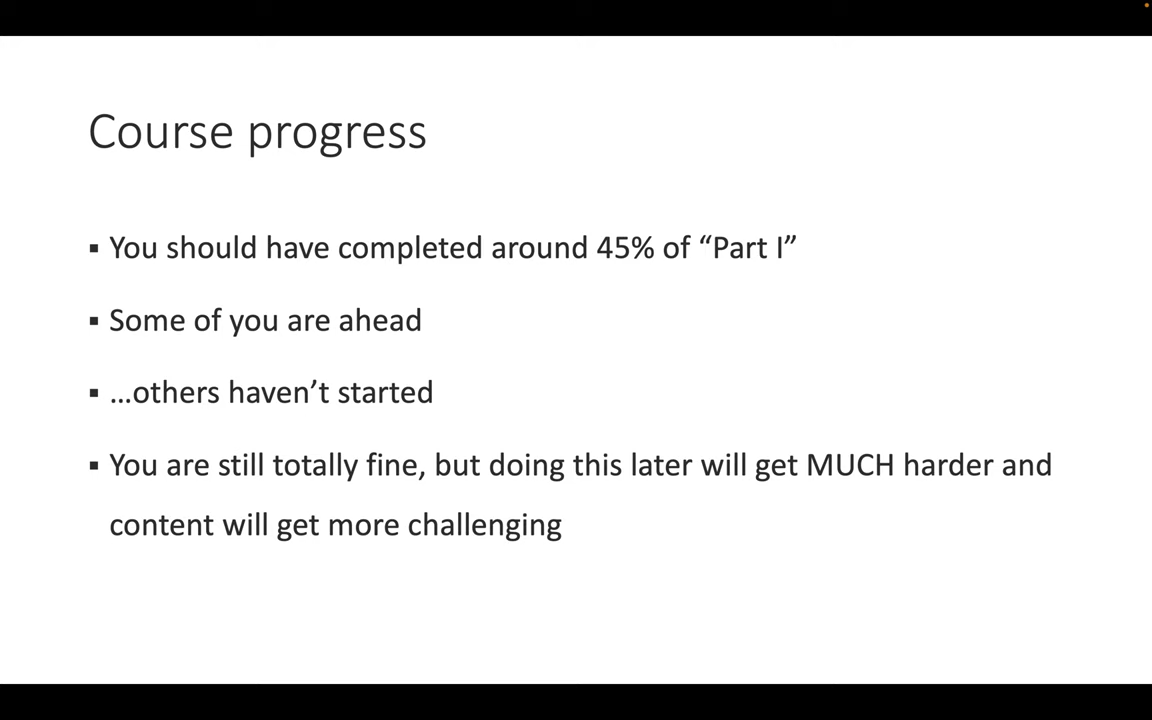 Course progress
▪ You should have completed around 45% of “Part I”
▪ Some of you are ahead
▪ …others haven’t started
▪ You are still totally fine, but doing this later will get MUCH harder and
content will get more challenging